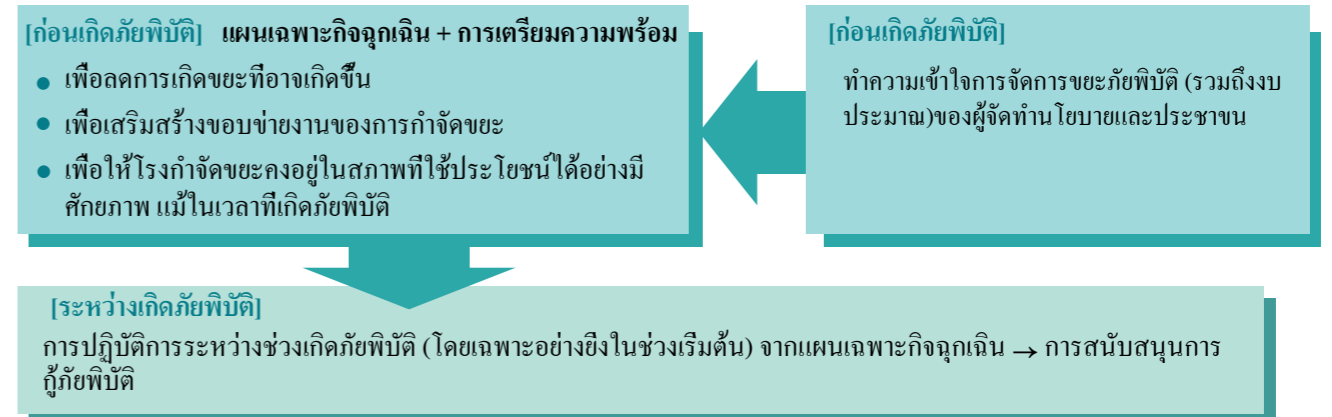 [ก่อนเกิดภัยพิบัติ] แผนเฉพาะกิจฉุกเฉิน + การเตรียมความพร้อม
● เพื่อลดการเกิดขยะที่อาจเกิดขึ้น
● เพื่อเสริมสร้างขอบข่ายงานของการกำจัดขยะ
● เพื่อให้โรงกำจัดขยะคงอยู่ในสภาพที่ใช้ประโยชน์ได้อย่างมี
ศักยภาพ แม้ในเวลาที่เกิดภัยพิบัติ
[ก่อนเกิดภัยพิบัติ]
ทำความเข้าใจการจัดการขยะภัยพิบัติ (รวมถึงงบ
ประมาณ)ของผู้จัดทำนโยบายและประชาขน
[ระหว่างเกิดภัยพิบัติ]
การปฏิบัติการระหว่างช่วงเกิดภัยพิบัติ (โดยเฉพาะอย่างยิ่งในช่วงเริ่มต้น) จากแผนเฉพาะกิจฉุกเฉิน → การสนับสนุนการ
กู้ภัยพิบัติ